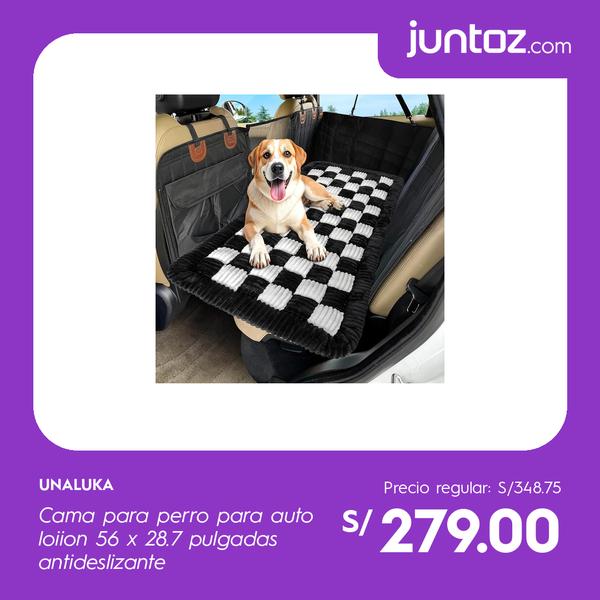 juntoz.com
UNALUKA
Cama para perro para auto
loiion 56 x 28.7 pulgadas
antideslizante
Precio regular: S/348.75
S/279.00